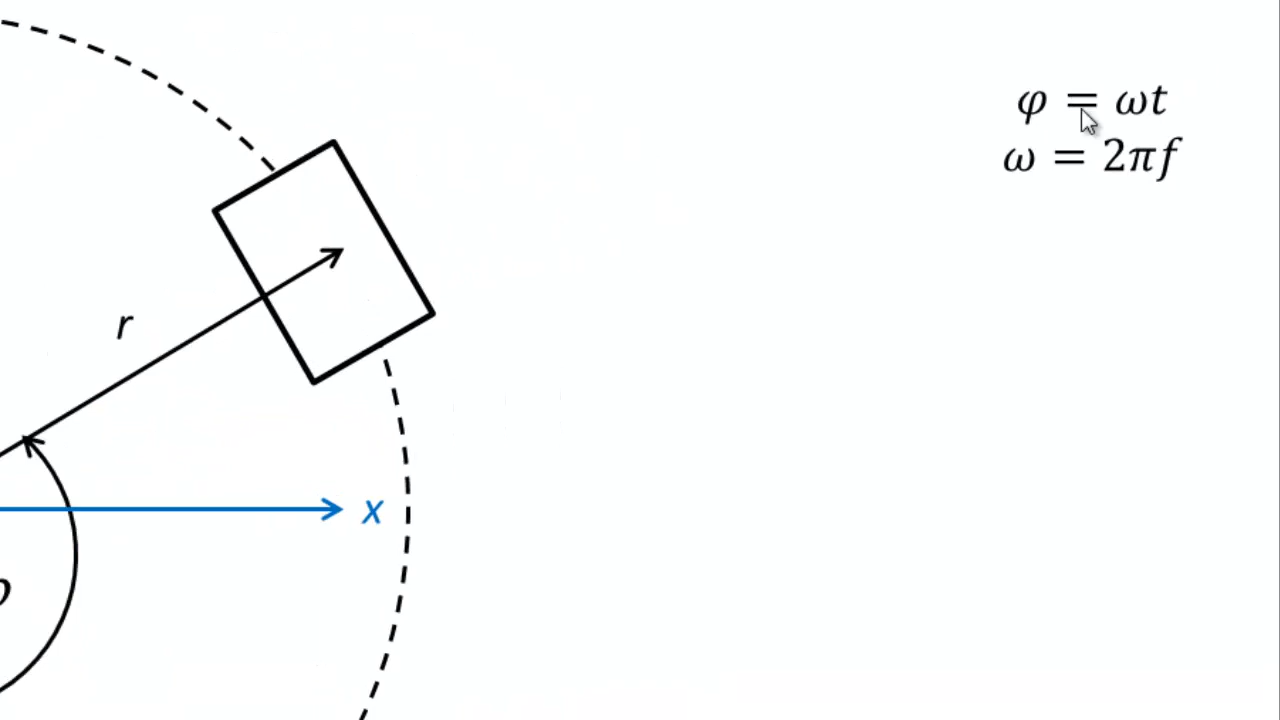 φ = ωt
ω = 2πf
r
x